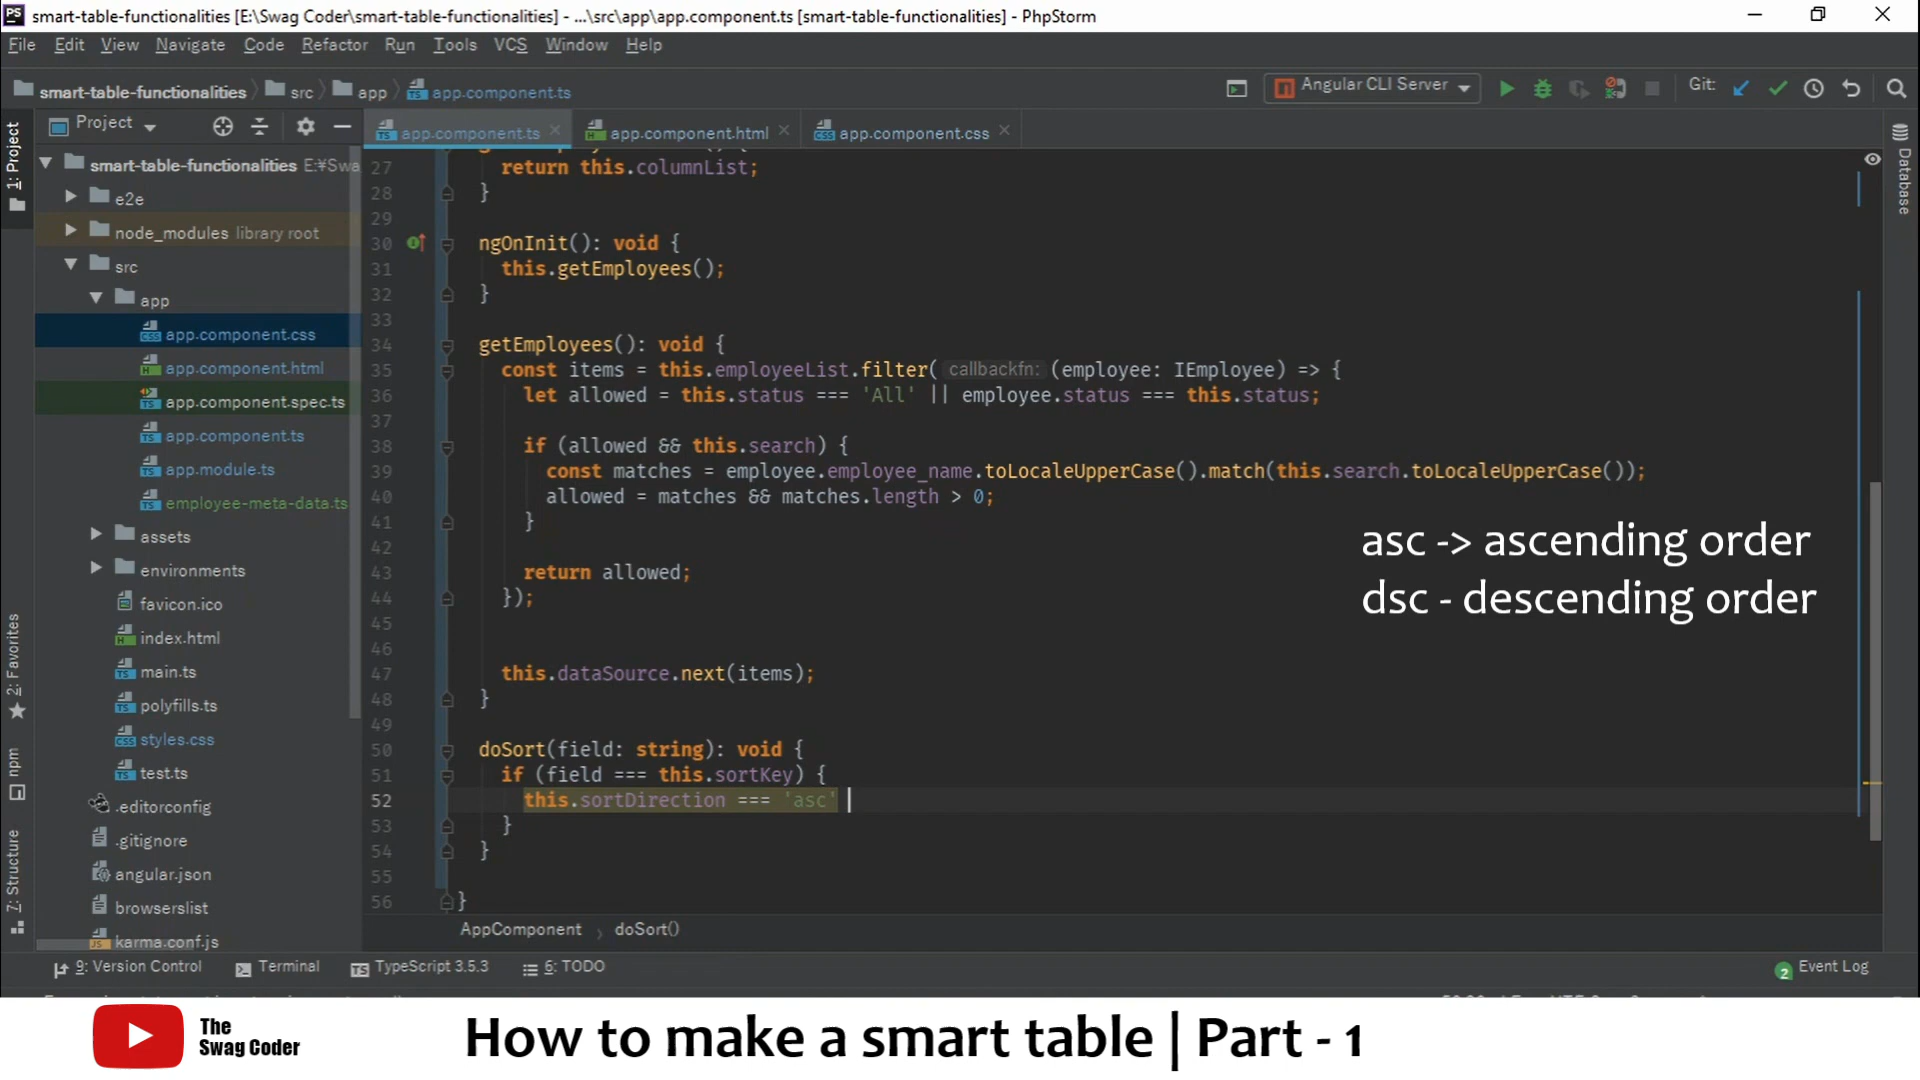 PS smart-table-functionalities [E:\Swag Coder\smart-table-functionalities] - ...\src\app\app.component.ts [smart-table-functionalities] - PhpStorm
File Edit View Navigate Code Refactor Run Tools VCS Window Help
smart-table-functionalities src app app.component.ts Angular CLI Server Git:
Project
app.component.ts app.component.html app.component.css
1: Project
2: Favorites
npm
7: Structure
Database
smart-table-functionalities E:¥Swa
e2e
node_modules library root
src
app
app.component.css
app.component.html
app.component.spec.ts
app.component.ts
app.module.ts
employee-meta-data.ts
assets
environments
favicon.ico
index.html
main.ts
polyfills.ts
styles.css
test.ts
.editorconfig
.gitignore
angular.json
browserslist
karma.conf.js
27 return this.columnList;
28 }
29
30 ngOnInit(): void {
31 this.getEmployees();
32 }
33
34 getEmployees(): void {
35 const items = this.employeeList.filter( callbackfn: (employee: IEmployee) => {
36 let allowed = this.status === 'All' || employee.status === this.status;
37
38 if (allowed && this.search) {
39 const matches = employee.employee_name.toLocaleUpperCase().match(this.search.toLocaleUpperCase());
40 allowed = matches && matches.length > 0;
41 }
42
43 return allowed;
44 });
45
46
47 this.dataSource.next(items);
48 }
49
50 doSort(field: string): void {
51 if (field === this.sortKey) {
52 this.sortDirection === 'asc'
53 }
54 }
55
56 }
asc -> ascending order
dsc - descending order
AppComponent doSort()
9: Version Control Terminal TypeScript 3.5.3 6: TODO 2 Event Log
The
Swag Coder
How to make a smart table | Part - 1